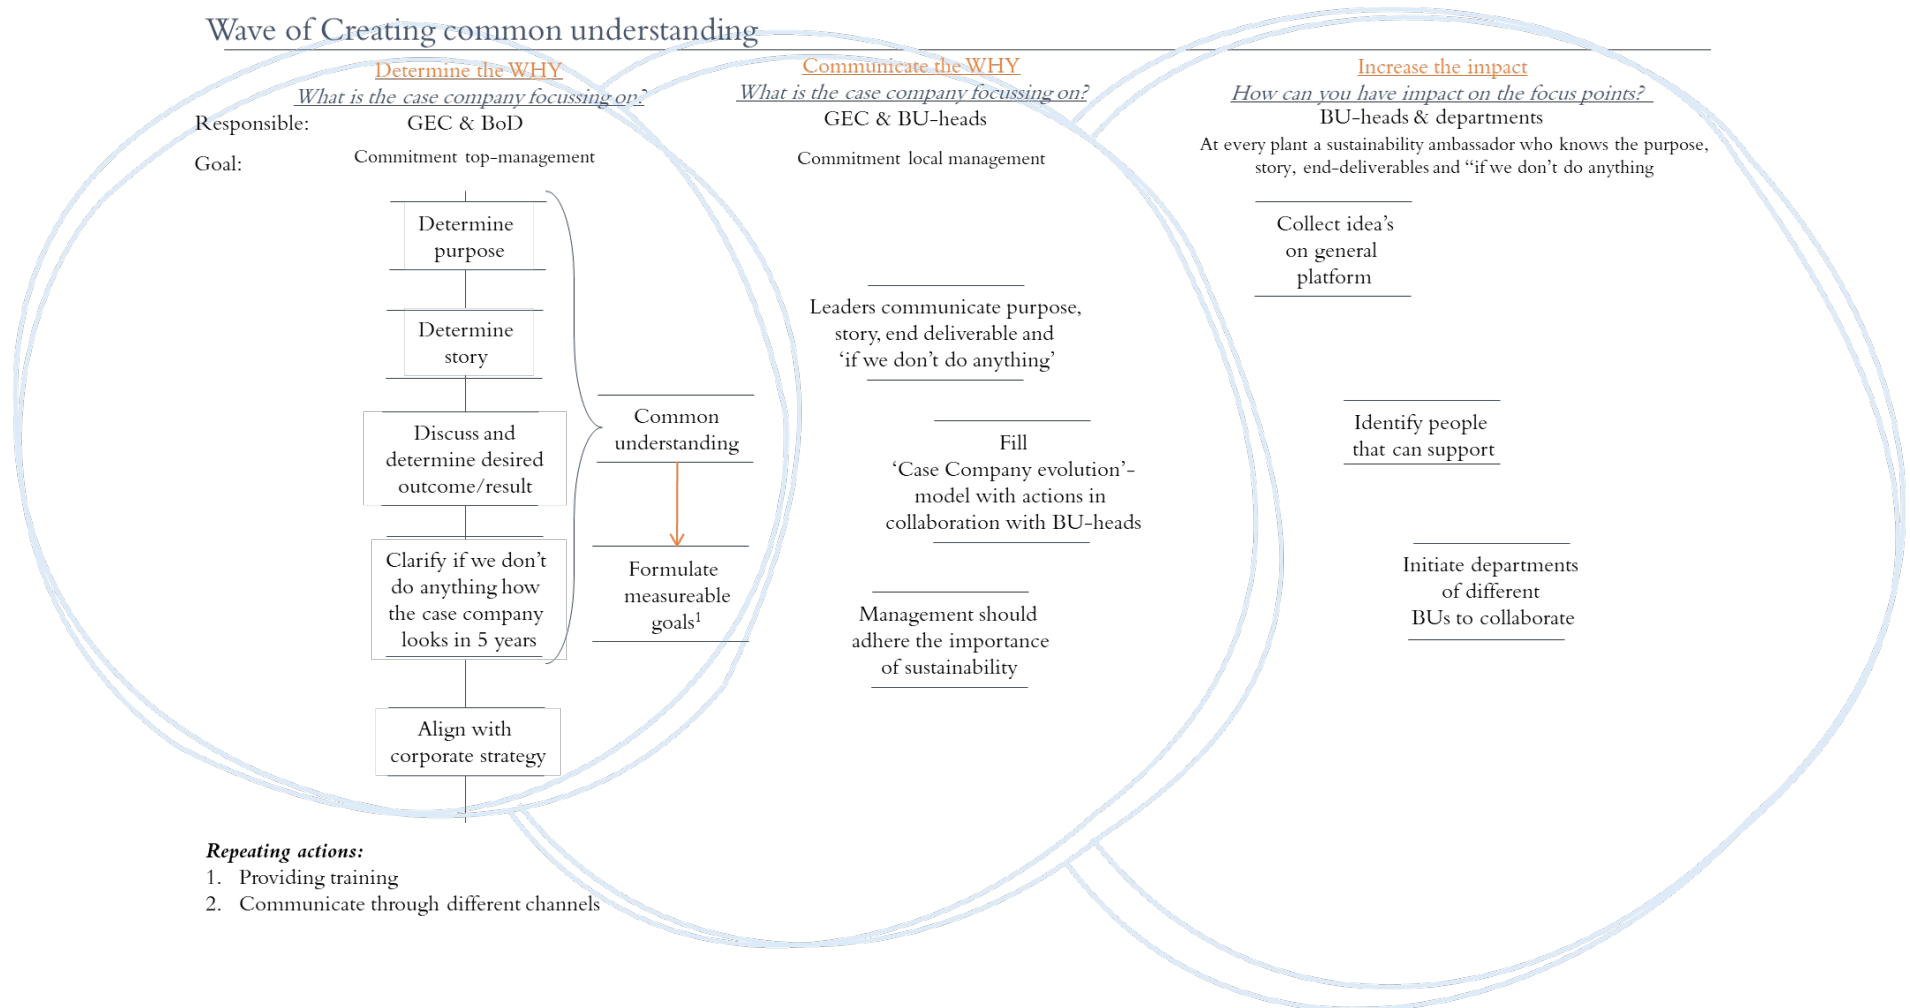 Wave of Creating common understanding
Determine the WHY
What is the case company focussing on?
Responsible:
GEC & BoD
Goal:
Commitment top-management
Determine
purpose
Determine
story
Discuss and
determine desired
outcome/result
Clarify if we don't
do anything how
the case company
looks in 5 years
Align with
corporate strategy
Common
understanding
Formulate
measureable
goals¹
Communicate the WHY
What is the case company focussing on?
GEC & BU-heads
Commitment local management
Leaders communicate purpose,
story, end deliverable and
‘if we don’t do anything’
Fill
‘Case Company evolution’-
model with actions in
collaboration with BU-heads
Management should
adhere the importance
of sustainability
Increase the impact
How can you have impact on the focus points?
BU-heads & departments
At every plant a sustainability ambassador who knows the purpose,
story, end-deliverables and “if we don’t do anything
Collect idea’s
on general
platform
Identify people
that can support
Initiate departments
of different
BUs to collaborate
Repeating actions:
1. Providing training
2. Communicate through different channels